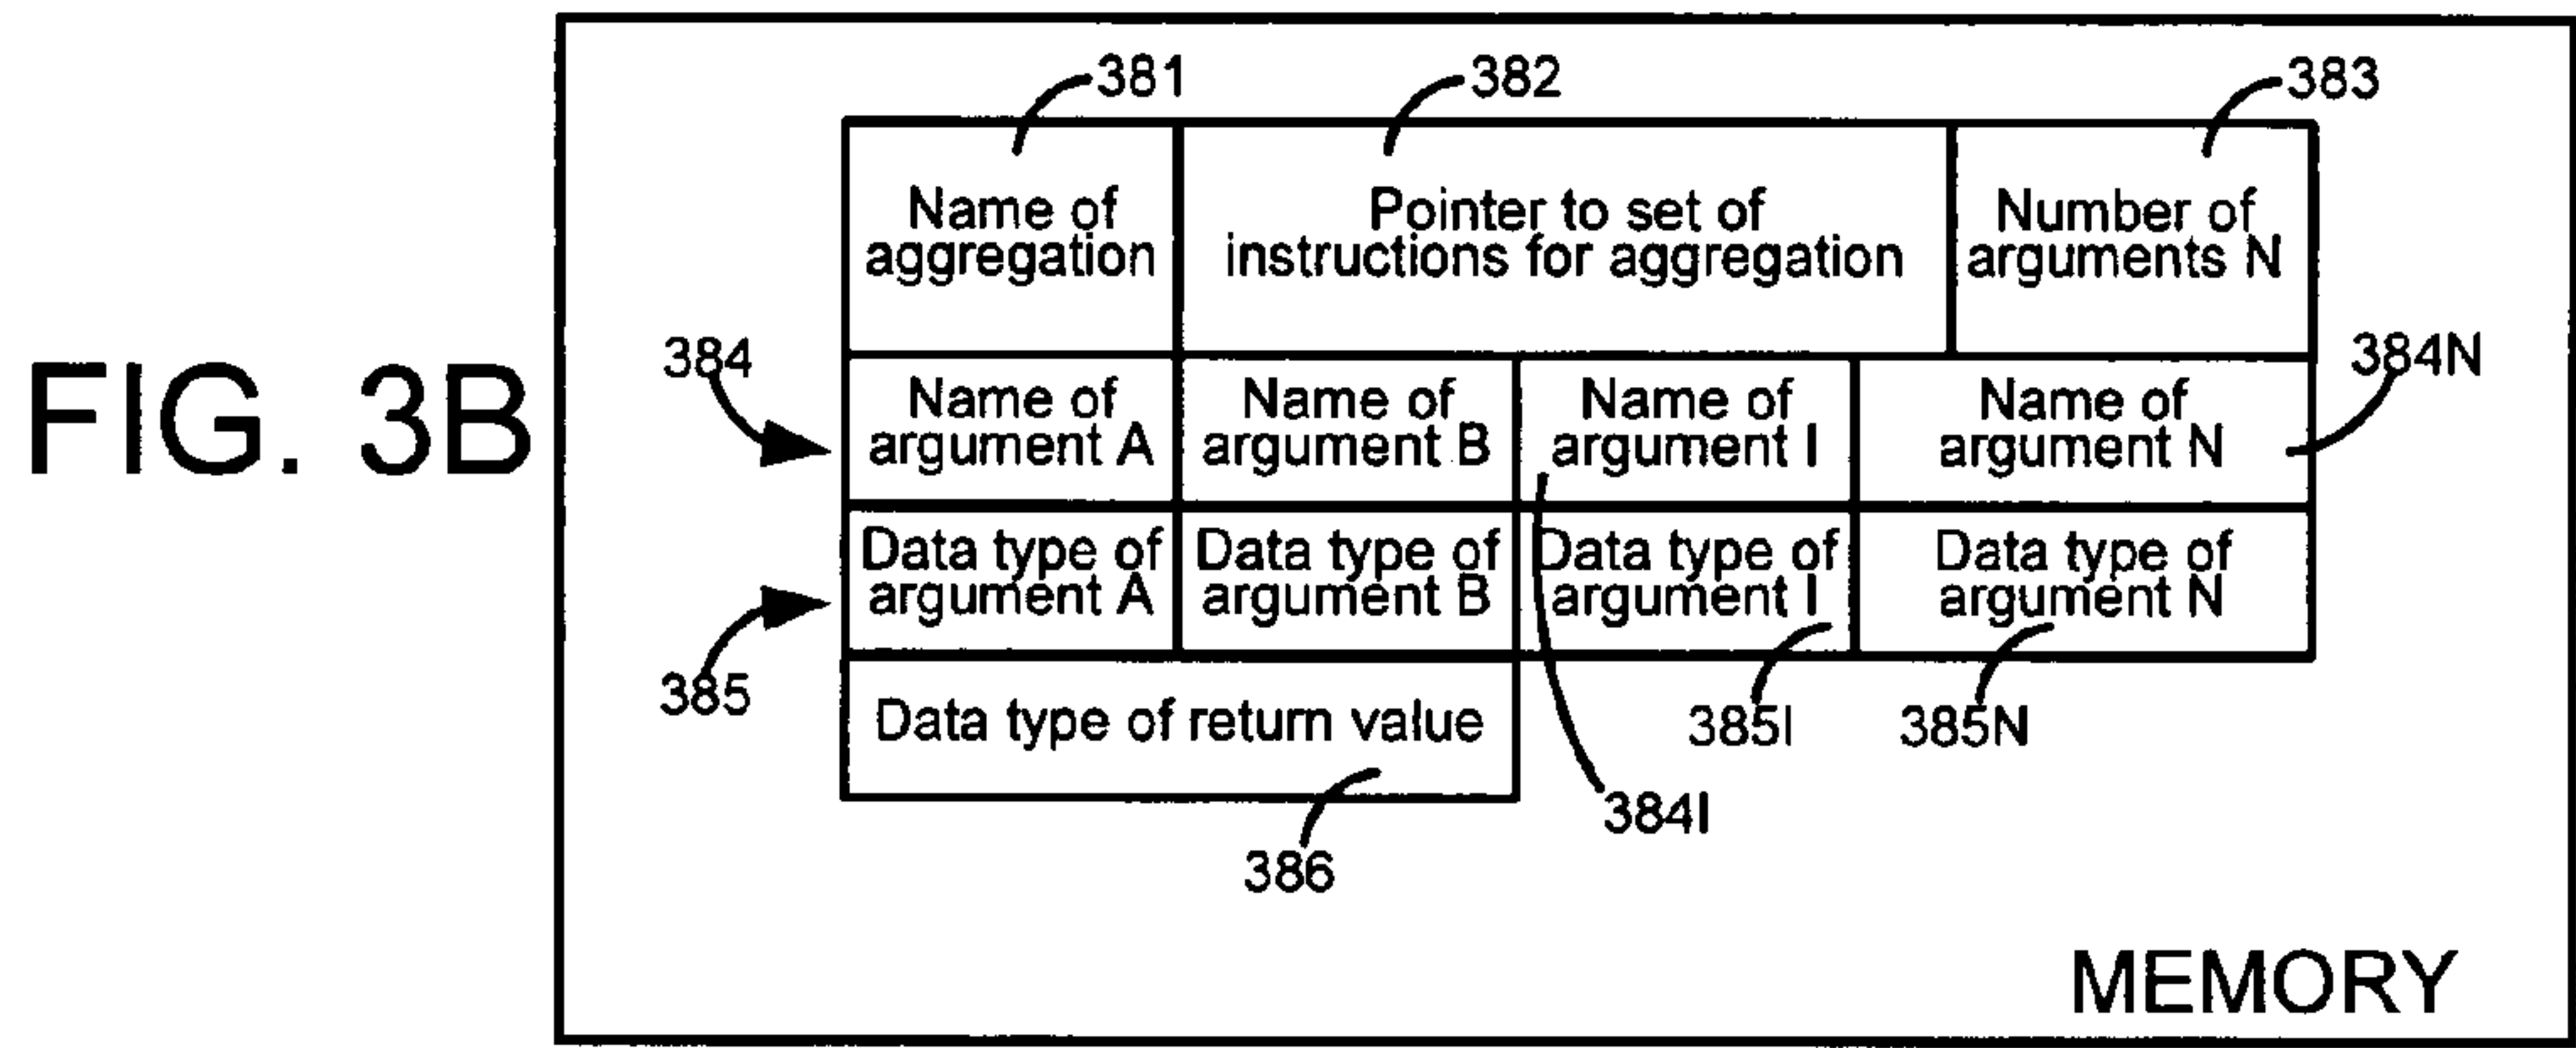 FIG. 3B
381
382
383
Name of
aggregation
Pointer to set of
instructions for aggregation
Number of
arguments N
384
384N
Name of
argument A
Name of
argument B
Name of
argument I
Name of
argument N
Data type of
argument A
Data type of
argument B
Data type of
argument I
Data type of
argument N
385
385I
385N
Data type of return value
384I
386
MEMORY